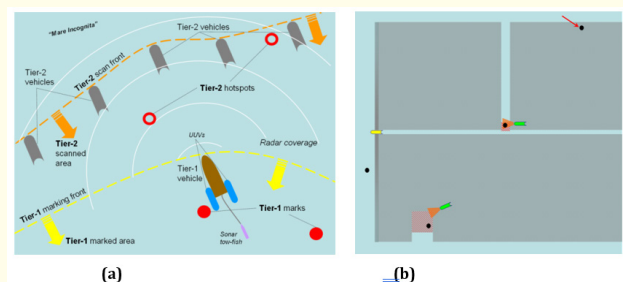 "Mare Incognita"
Tier-2 vehicles
Tier-2
vehicles
Tier-2 scan front
Tier-2 hotspots
Tier-2
scanned
area
UUVs
Radar coverage
Tier-1
vehicle
Tier-1 marking front
Tier-1 marks
Tier-1 marked area
Sonar
tow-fish
(a)
(b)